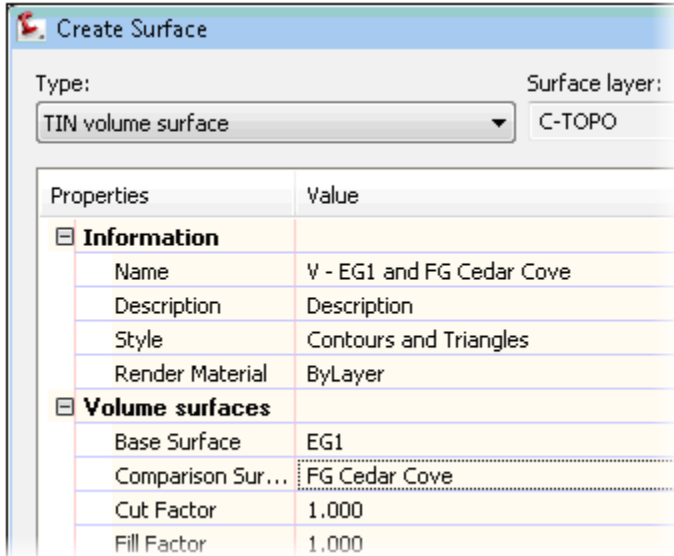 Create Surface
Type: Surface layer:
TIN volume surface C-TOPO
Properties Value
Information
Name V - EG1 and FG Cedar Cove
Description Description
Style Contours and Triangles
Render Material ByLayer
Volume surfaces
Base Surface EG1
Comparison Sur... FG Cedar Cove
Cut Factor 1.000
Fill Factor 1.000